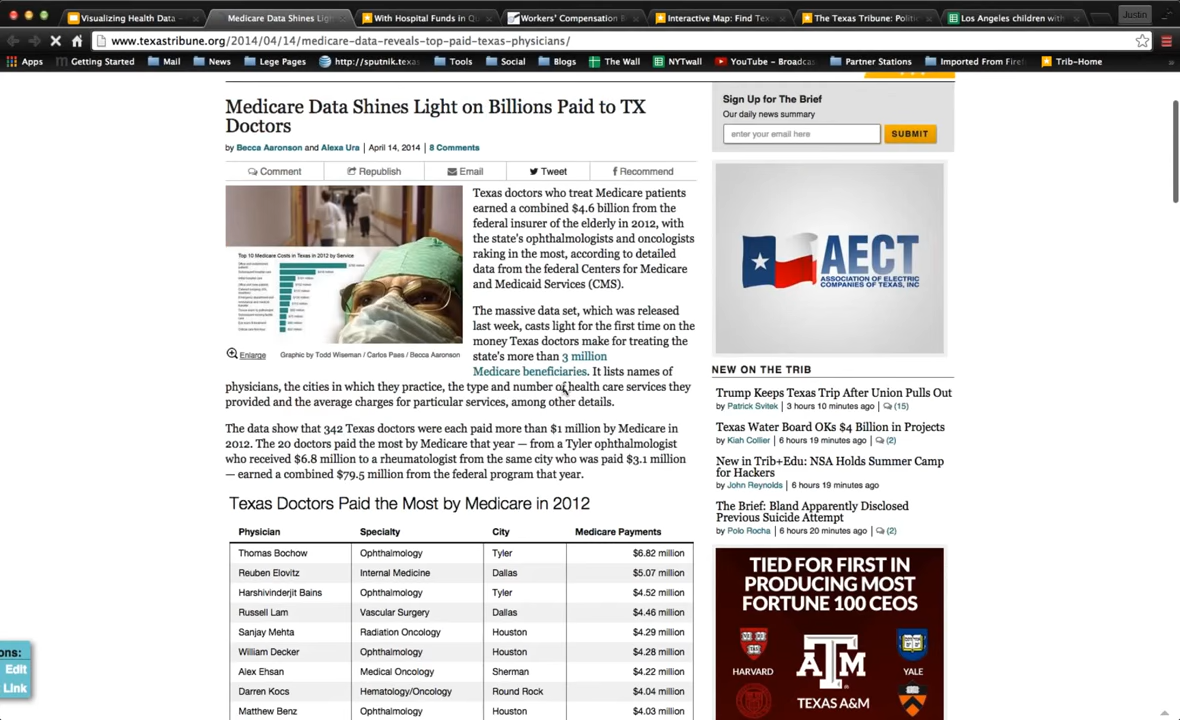 Visualizing Health Data -
Medicare Data Shines Ligh
With Hospital Funds in Q
Workers' Compensation
Interactive Map: Find Tex
The Texas Tribune: Politi
Los Angeles children with
Justin
www.texastribune.org/2014/04/14/medicare-data-reveals-top-paid-texas-physicians/
Apps
Getting Started
Mail
News
Lege Pages
http://sputnik.texas
Tools
Social
Blogs
The Wall
NYTwall
YouTube - Broadcas
Partner Stations
Imported From Firef
Trib-Home
Medicare Data Shines Light on Billions Paid to TX
Doctors
by Becca Aaronson and Alexa Ura | April 14, 2014 | 8 Comments
Comment
Republish
Email
Tweet
Recommend
Top 10 Medicare Costs in Texas in 2012 by Service
Enlarge
Graphic by Todd Wiseman / Carlos Paes / Becca Aaronson
Texas doctors who treat Medicare patients
earned a combined $4.6 billion from the
federal insurer of the elderly in 2012, with
the state's ophthalmologists and oncologists
raking in the most, according to detailed
data from the federal Centers for Medicare
and Medicaid Services (CMS).
The massive data set, which was released
last week, casts light for the first time on the
money Texas doctors make for treating the
state's more than 3 million
Medicare beneficiaries. It lists names of
physicians, the cities in which they practice, the type and number of health care services they
provided and the average charges for particular services, among other details.
The data show that 342 Texas doctors were each paid more than $1 million by Medicare in
2012. The 20 doctors paid the most by Medicare that year — from a Tyler ophthalmologist
who received $6.8 million to a rheumatologist from the same city who was paid $3.1 million
— earned a combined $79.5 million from the federal program that year.
Texas Doctors Paid the Most by Medicare in 2012
Physician Specialty City Medicare Payments
Thomas Bochow Ophthalmology Tyler $6.82 million
Reuben Elovitz Internal Medicine Dallas $5.07 million
Harshivinderjit Bains Ophthalmology Tyler $4.52 million
Russell Lam Vascular Surgery Dallas $4.46 million
Sanjay Mehta Radiation Oncology Houston $4.29 million
William Decker Ophthalmology Houston $4.28 million
Alex Ehsan Medical Oncology Sherman $4.22 million
Darren Kocs Hematology/Oncology Round Rock $4.04 million
Matthew Benz Ophthalmology Houston $4.03 million
Sign Up for The Brief
Our daily news summary
enter your email here
SUBMIT
AECT
ASSOCIATION OF ELECTRIC
COMPANIES OF TEXAS, INC
NEW ON THE TRIB
Trump Keeps Texas Trip After Union Pulls Out
by Patrick Svitek | 3 hours 10 minutes ago | (15)
Texas Water Board OKs $4 Billion in Projects
by Kiah Collier | 6 hours 19 minutes ago | (2)
New in Trib+Edu: NSA Holds Summer Camp
for Hackers
by John Reynolds | 6 hours 19 minutes ago
The Brief: Bland Apparently Disclosed
Previous Suicide Attempt
by Polo Rocha | 6 hours 20 minutes ago | (2)
TIED FOR FIRST IN
PRODUCING MOST
FORTUNE 100 CEOS
HARVARD
YALE
TEXAS A&M
ons:
Edit
Link